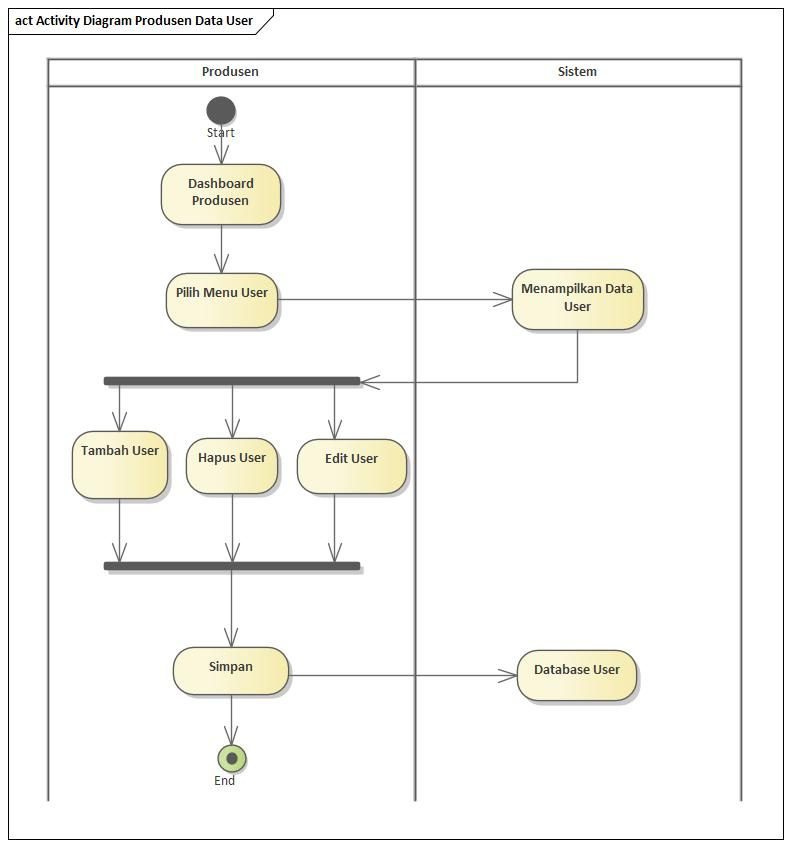 act Activity Diagram Produsen Data User
Produsen
Sistem
Start
Dashboard
Produsen
Pilih Menu User
Menampilkan Data
User
Tambah User
Hapus User
Edit User
Simpan
Database User
End